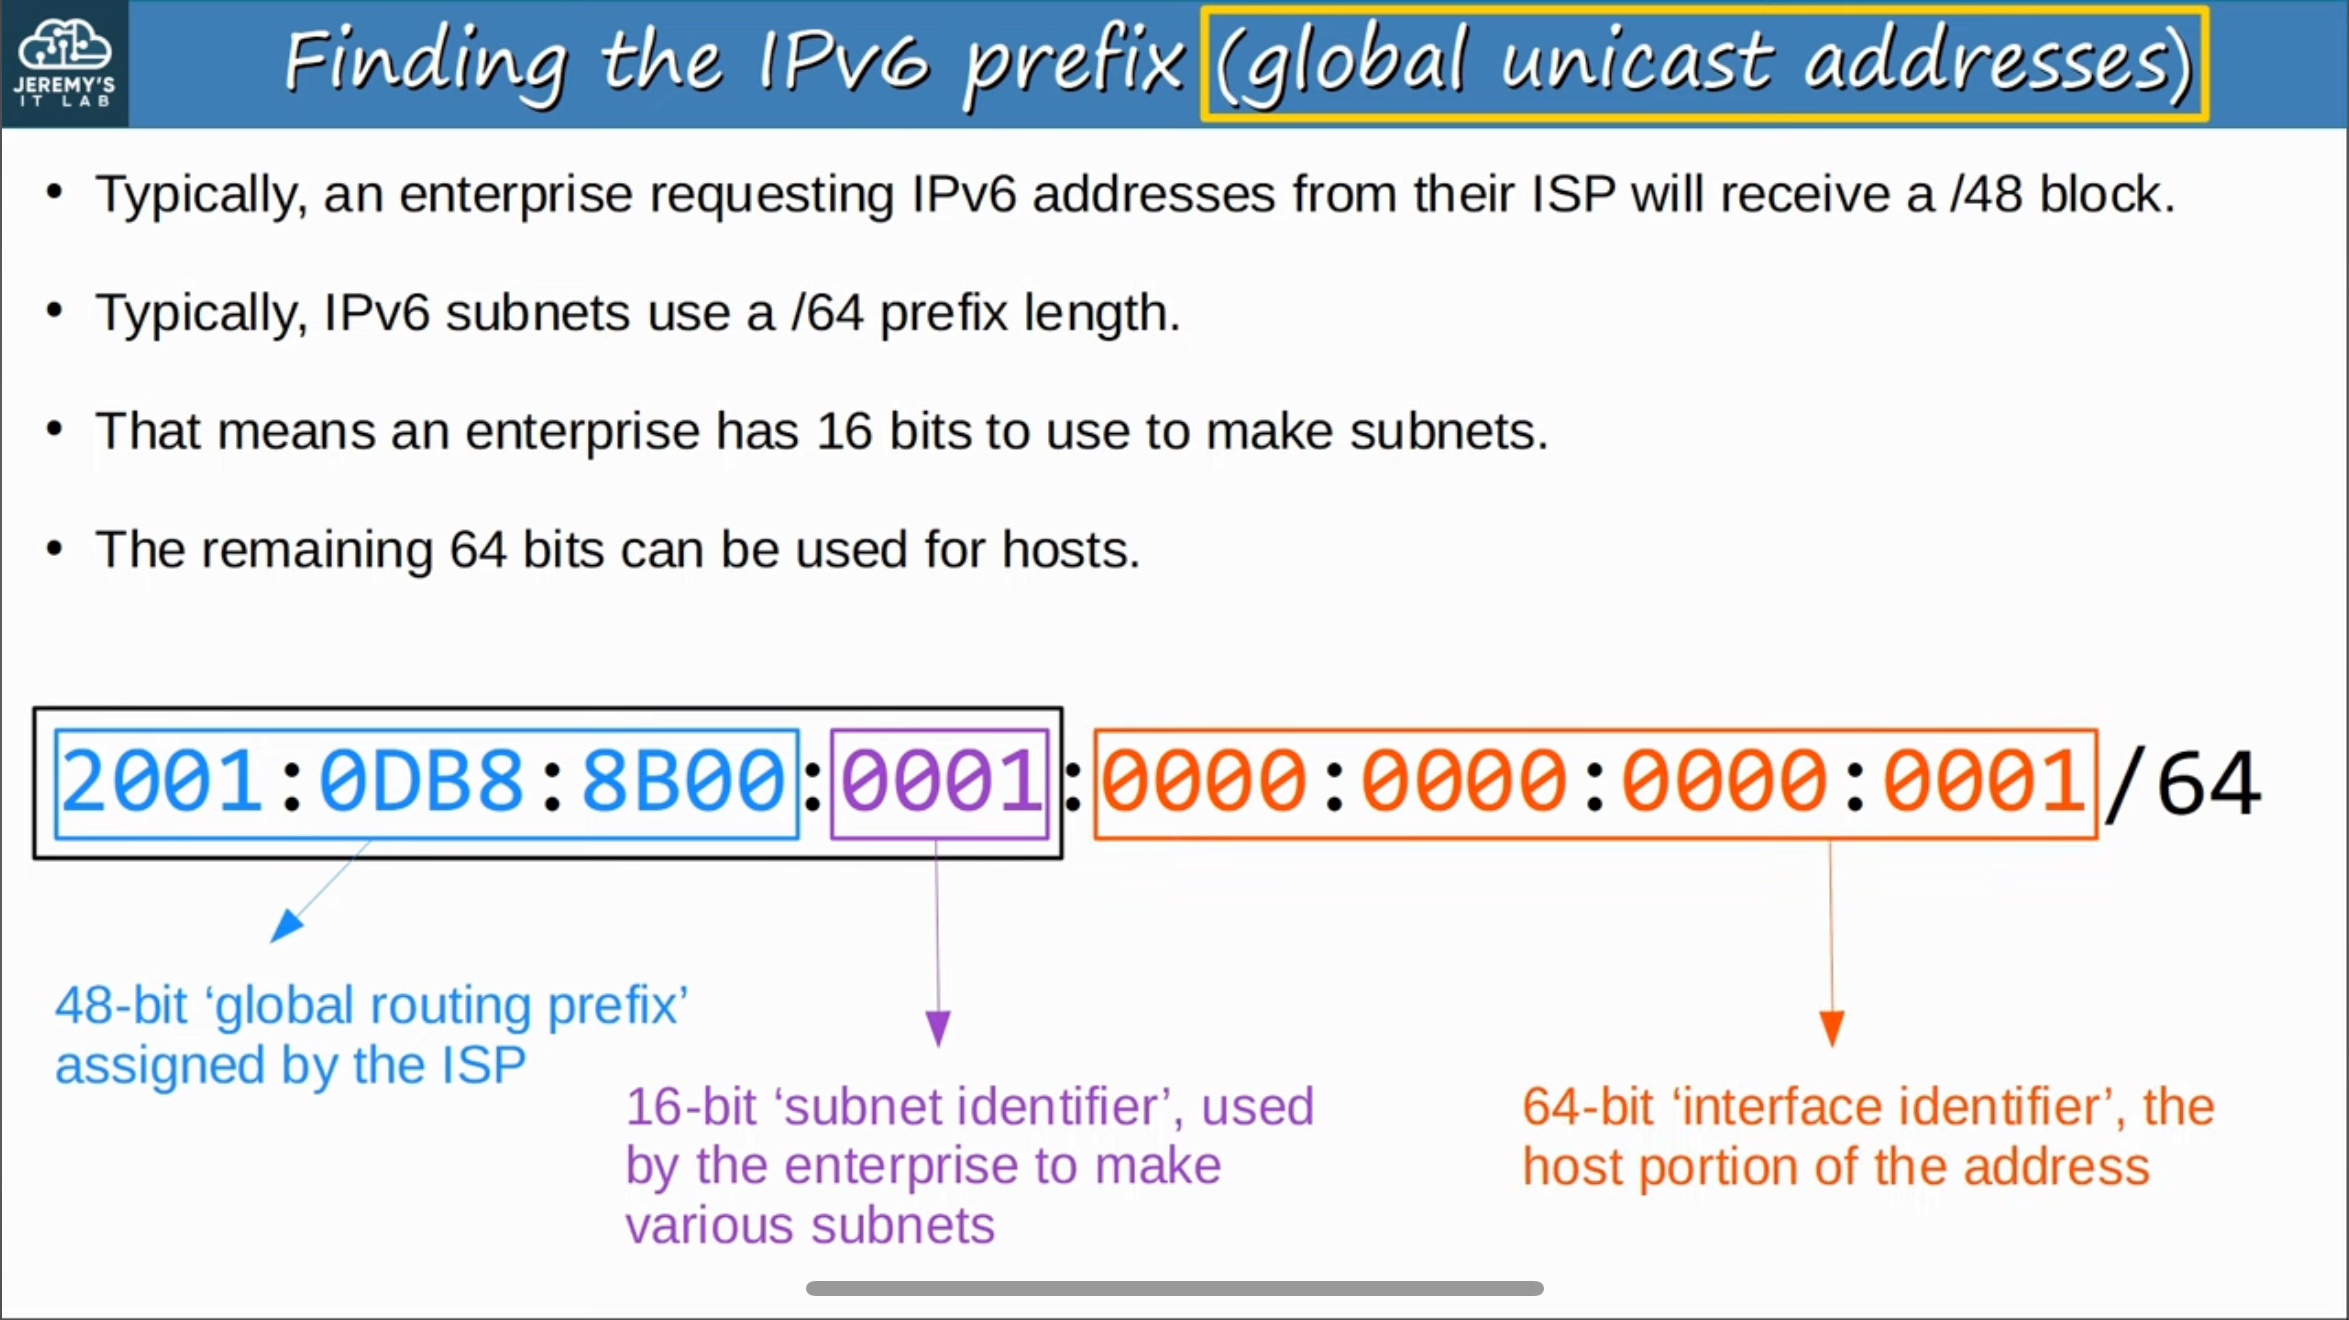 JEREMY'S
IT LAB
Finding the IPv6 prefix (global unicast addresses)
• Typically, an enterprise requesting IPv6 addresses from their ISP will receive a /48 block.
• Typically, IPv6 subnets use a /64 prefix length.
• That means an enterprise has 16 bits to use to make subnets.
• The remaining 64 bits can be used for hosts.
2001:0DB8:8B00:0001:0000:0000:0000:0001/64
48-bit ‘global routing prefix’
assigned by the ISP
16-bit ‘subnet identifier’, used
by the enterprise to make
various subnets
64-bit ‘interface identifier’, the
host portion of the address